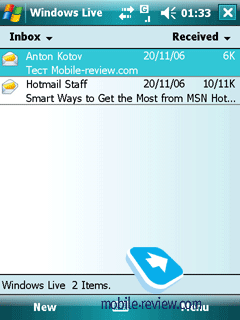 Windows Live G 01:33
Inbox Received
Anton Kotov 20/11/06 6K
Тест Mobile-review.com
Hotmail Staff 20/11/06 10/11K
Smart Ways to Get the Most from MSN Hot...
Windows Live 2 Items.
mobile-review.com
New Menu